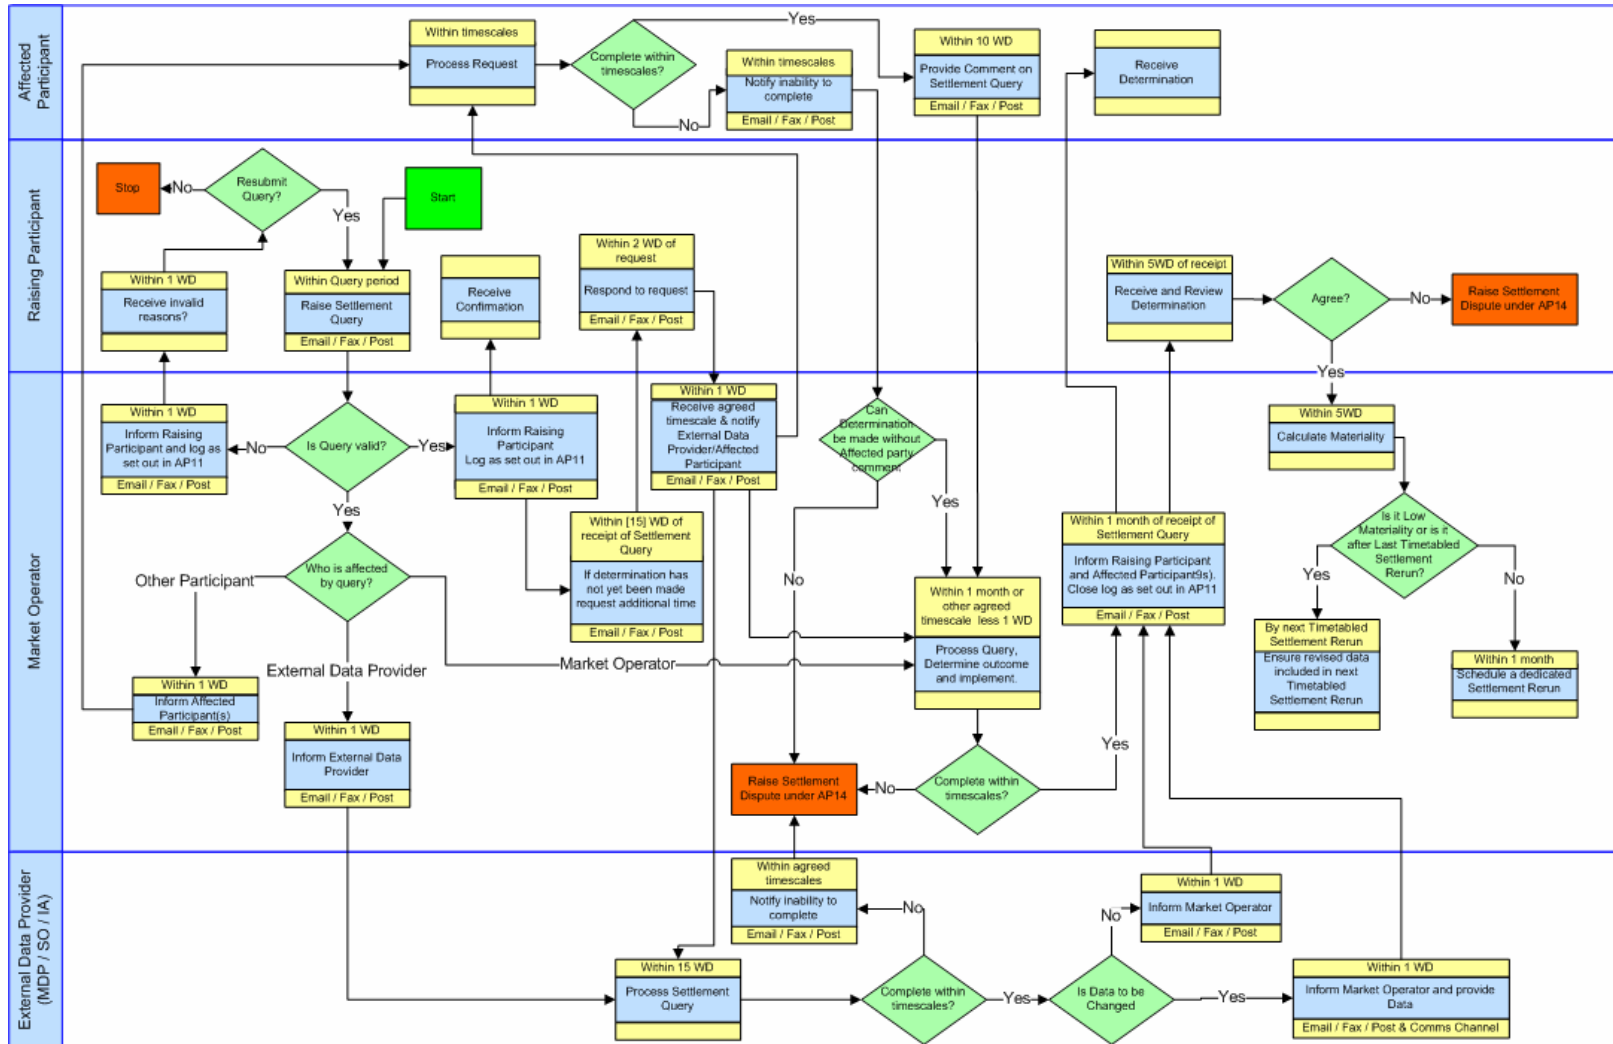 Affected
Participant
Within timescales
Process Request
Complete within
timescales?
Yes
No
Within timescales
Notify inability to
complete
Email / Fax / Post
Within 10 WD
Provide Comment on
Settlement Query
Email / Fax / Post
Receive
Determination
Raising Participant
Stop
No
Resubmit
Query?
Yes
Start
Within 1 WD
Receive invalid
reasons?
Within Query period
Raise Settlement
Query
Email / Fax / Post
Receive
Confirmation
Within 2 WD of
request
Respond to request
Email / Fax / Post
Within 5WD of receipt
Receive and Review
Determination
Agree?
No
Raise Settlement
Dispute under AP14
Yes
Market Operator
Within 1 WD
Inform Raising
Participant and log as
set out in AP11
Email / Fax / Post
No
Is Query valid?
Yes
Within 1 WD
Inform Raising
Participant
Log as set out in AP11
Email / Fax / Post
Within 1 WD
Receive agreed
timescale & notify
External Data
Provider/Affected
Participant
Email / Fax / Post
Can
Determination
be made without
Affected party
comment
Yes
No
Within 5WD
Calculate Materiality
Yes
Who is affected
by query?
Other Participant
External Data Provider
Market Operator
Within [15] WD of
receipt of Settlement
Query
If determination has
not yet been made
request additional time
Email / Fax / Post
Within 1 month or
other agreed
timescale less 1 WD
Process Query,
Determine outcome
and implement.
Within 1 month of receipt of
Settlement Query
Inform Raising Participant
and Affected Participant9s).
Close log as set out in AP11
Email / Fax / Post
Is it Low
Materiality or is it
after Last Timetabled
Settlement
Rerun?
Yes
No
By next Timetabled
Settlement Rerun
Ensure revised data
included in next
Timetabled
Settlement Rerun
Within 1 month
Schedule a dedicated
Settlement Rerun
Within 1 WD
Inform Affected
Participant(s)
Email / Fax / Post
Within 1 WD
Inform External Data
Provider
Email / Fax / Post
Raise Settlement
Dispute under AP14
No
Complete within
timescales?
Yes
External Data Provider
(MDP / SO / IA)
Within agreed
timescales
Notify inability to
complete
Email / Fax / Post
No
Within 15 WD
Process Settlement
Query
Complete within
timescales?
Yes
Is Data to be
Changed
No
Within 1 WD
Inform Market Operator
Email / Fax / Post
Yes
Within 1 WD
Inform Market Operator and provide
Data
Email / Fax / Post & Comms Channel